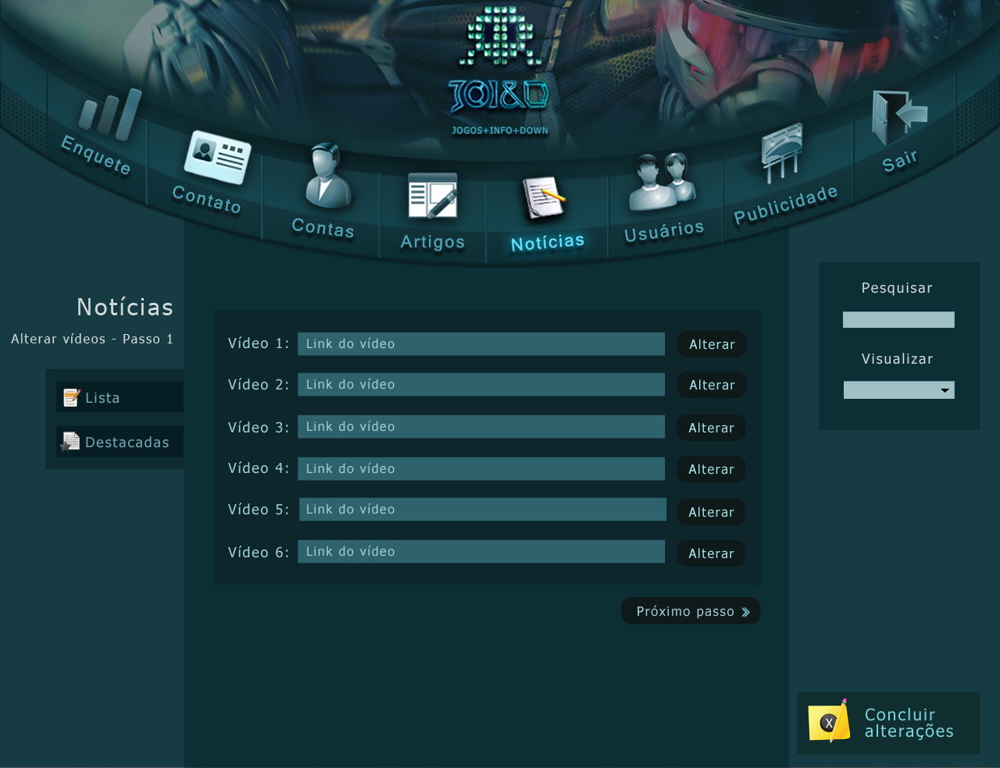 JOI&D
JOGOS+INFO+DOWN
Enquete
Contato
Contas
Artigos
Notícias
Usuários
Publicidade
Sair
Notícias
Alterar vídeos - Passo 1
Lista
Destacadas
Vídeo 1: Link do vídeo Alterar
Vídeo 2: Link do vídeo Alterar
Vídeo 3: Link do vídeo Alterar
Vídeo 4: Link do vídeo Alterar
Vídeo 5: Link do vídeo Alterar
Vídeo 6: Link do vídeo Alterar
Próximo passo
Pesquisar
Visualizar
X
Concluir
alterações